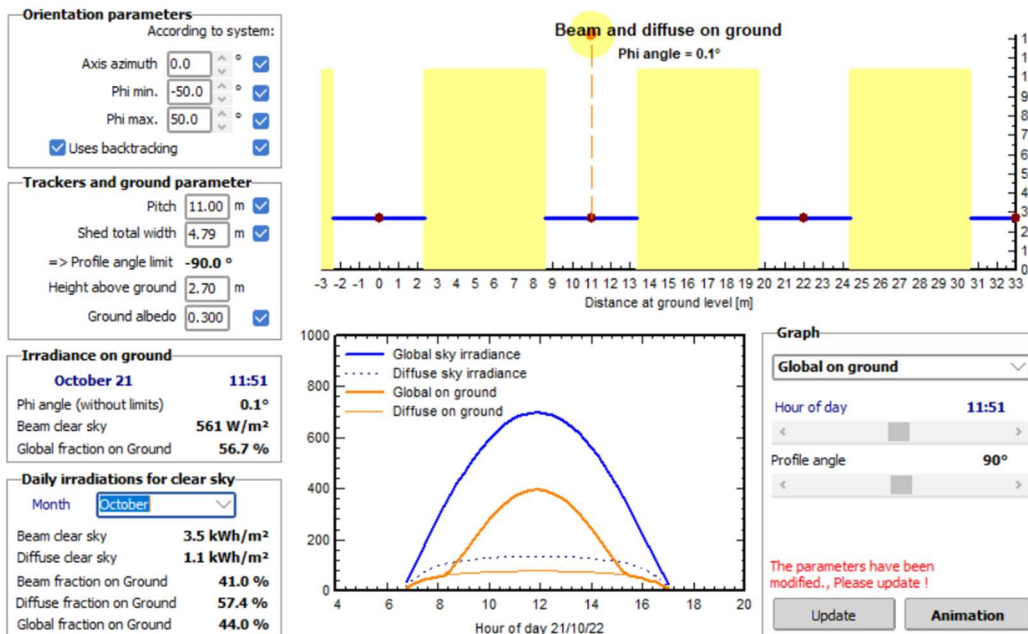 Orientation parameters
According to system:
Axis azimuth 0.0 °
Phi min. -50.0 °
Phi max. 50.0 °
Uses backtracking
Trackers and ground parameter
Pitch 11.00 m
Shed total width 4.79 m
=> Profile angle limit -90.0 °
Height above ground 2.70 m
Ground albedo 0.300
Irradiance on ground
October 21 11:51
Phi angle (without limits) 0.1°
Beam clear sky 561 W/m²
Global fraction on Ground 56.7 %
Daily irradiations for clear sky
Month October
Beam clear sky 3.5 kWh/m²
Diffuse clear sky 1.1 kWh/m²
Beam fraction on Ground 41.0 %
Diffuse fraction on Ground 57.4 %
Global fraction on Ground 44.0 %
Beam and diffuse on ground
Phi angle = 0.1°
9
8
7
6
5
4
3
2
1
0
-3 -2 -1 0 1 2 3 4 5 6 7 8 9 10 11 12 13 14 15 16 17 18 19 20 21 22 23 24 25 26 27 28 29 30 31 32 33
Distance at ground level [m]
1000
800
600
400
200
0
Global sky irradiance
Diffuse sky irradiance
Global on ground
Diffuse on ground
4 6 8 10 12 14 16 18 20
Hour of day 21/10/22
Graph
Global on ground
Hour of day 11:51
Profile angle 90°
The parameters have been
modified., Please update !
Update Animation